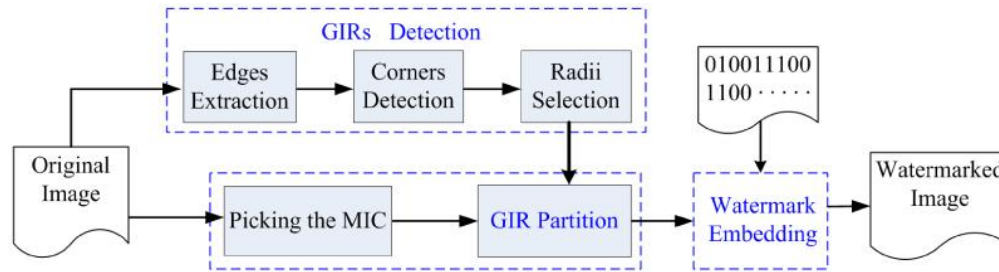 GIRs Detection
Edges
Extraction
Corners
Detection
Radii
Selection
010011100
1100 · · · · ·
Original
Image
Picking the MIC
GIR Partition
Watermark
Embedding
Watermarked
Image